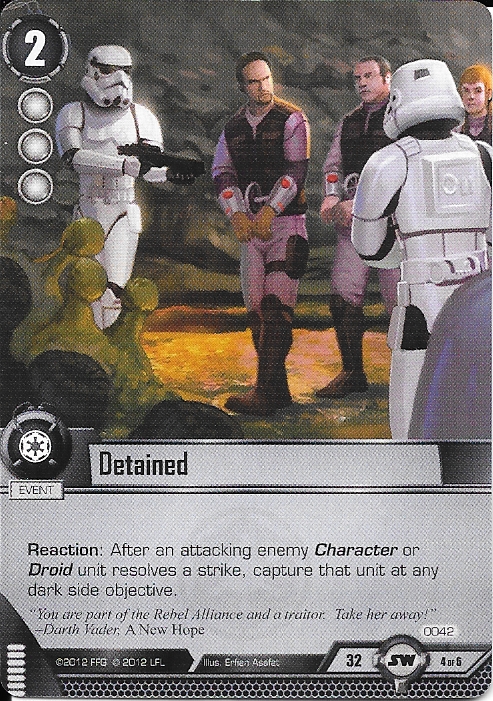 2
Detained
EVENT
Reaction: After an attacking enemy Character or
Droid unit resolves a strike, capture that unit at any
dark side objective.
"You are part of the Rebel Alliance and a traitor. Take her away!"
–Darth Vader, A New Hope
0042
©2012 FFG © 2012 LFL
Illus. Erfian Asafat
32
SW
4 OF 6